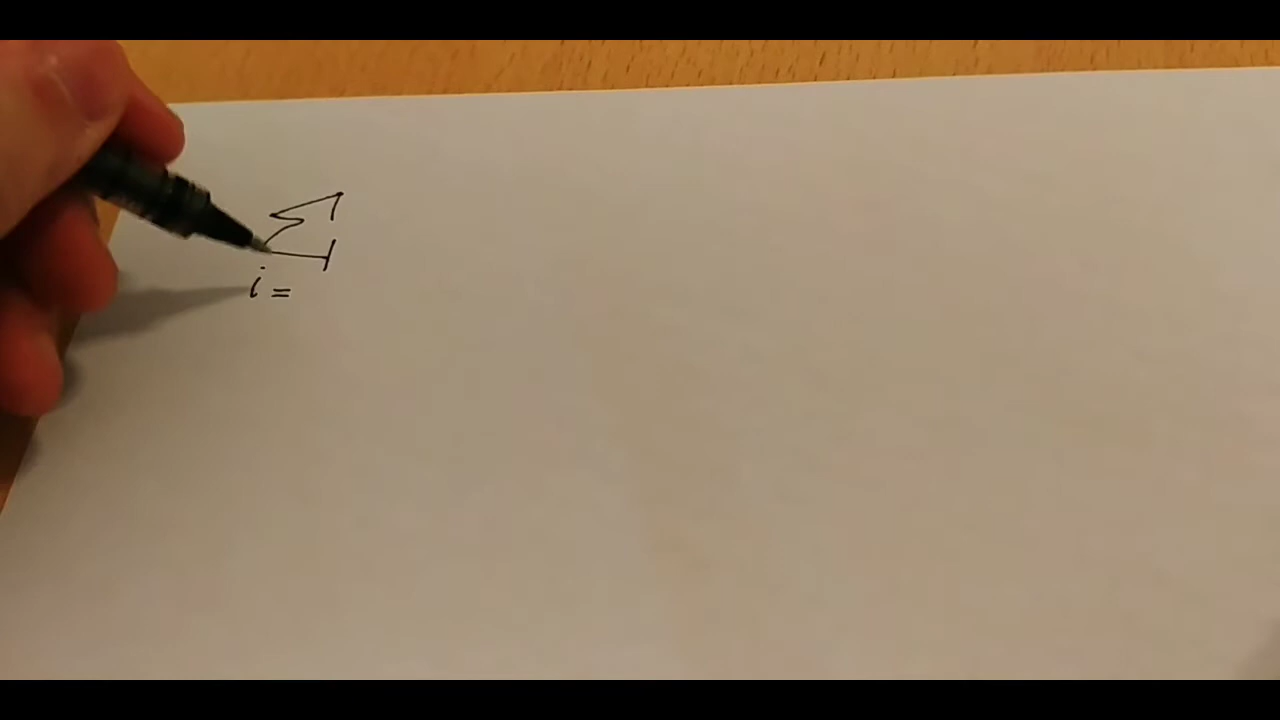 Σ
i =